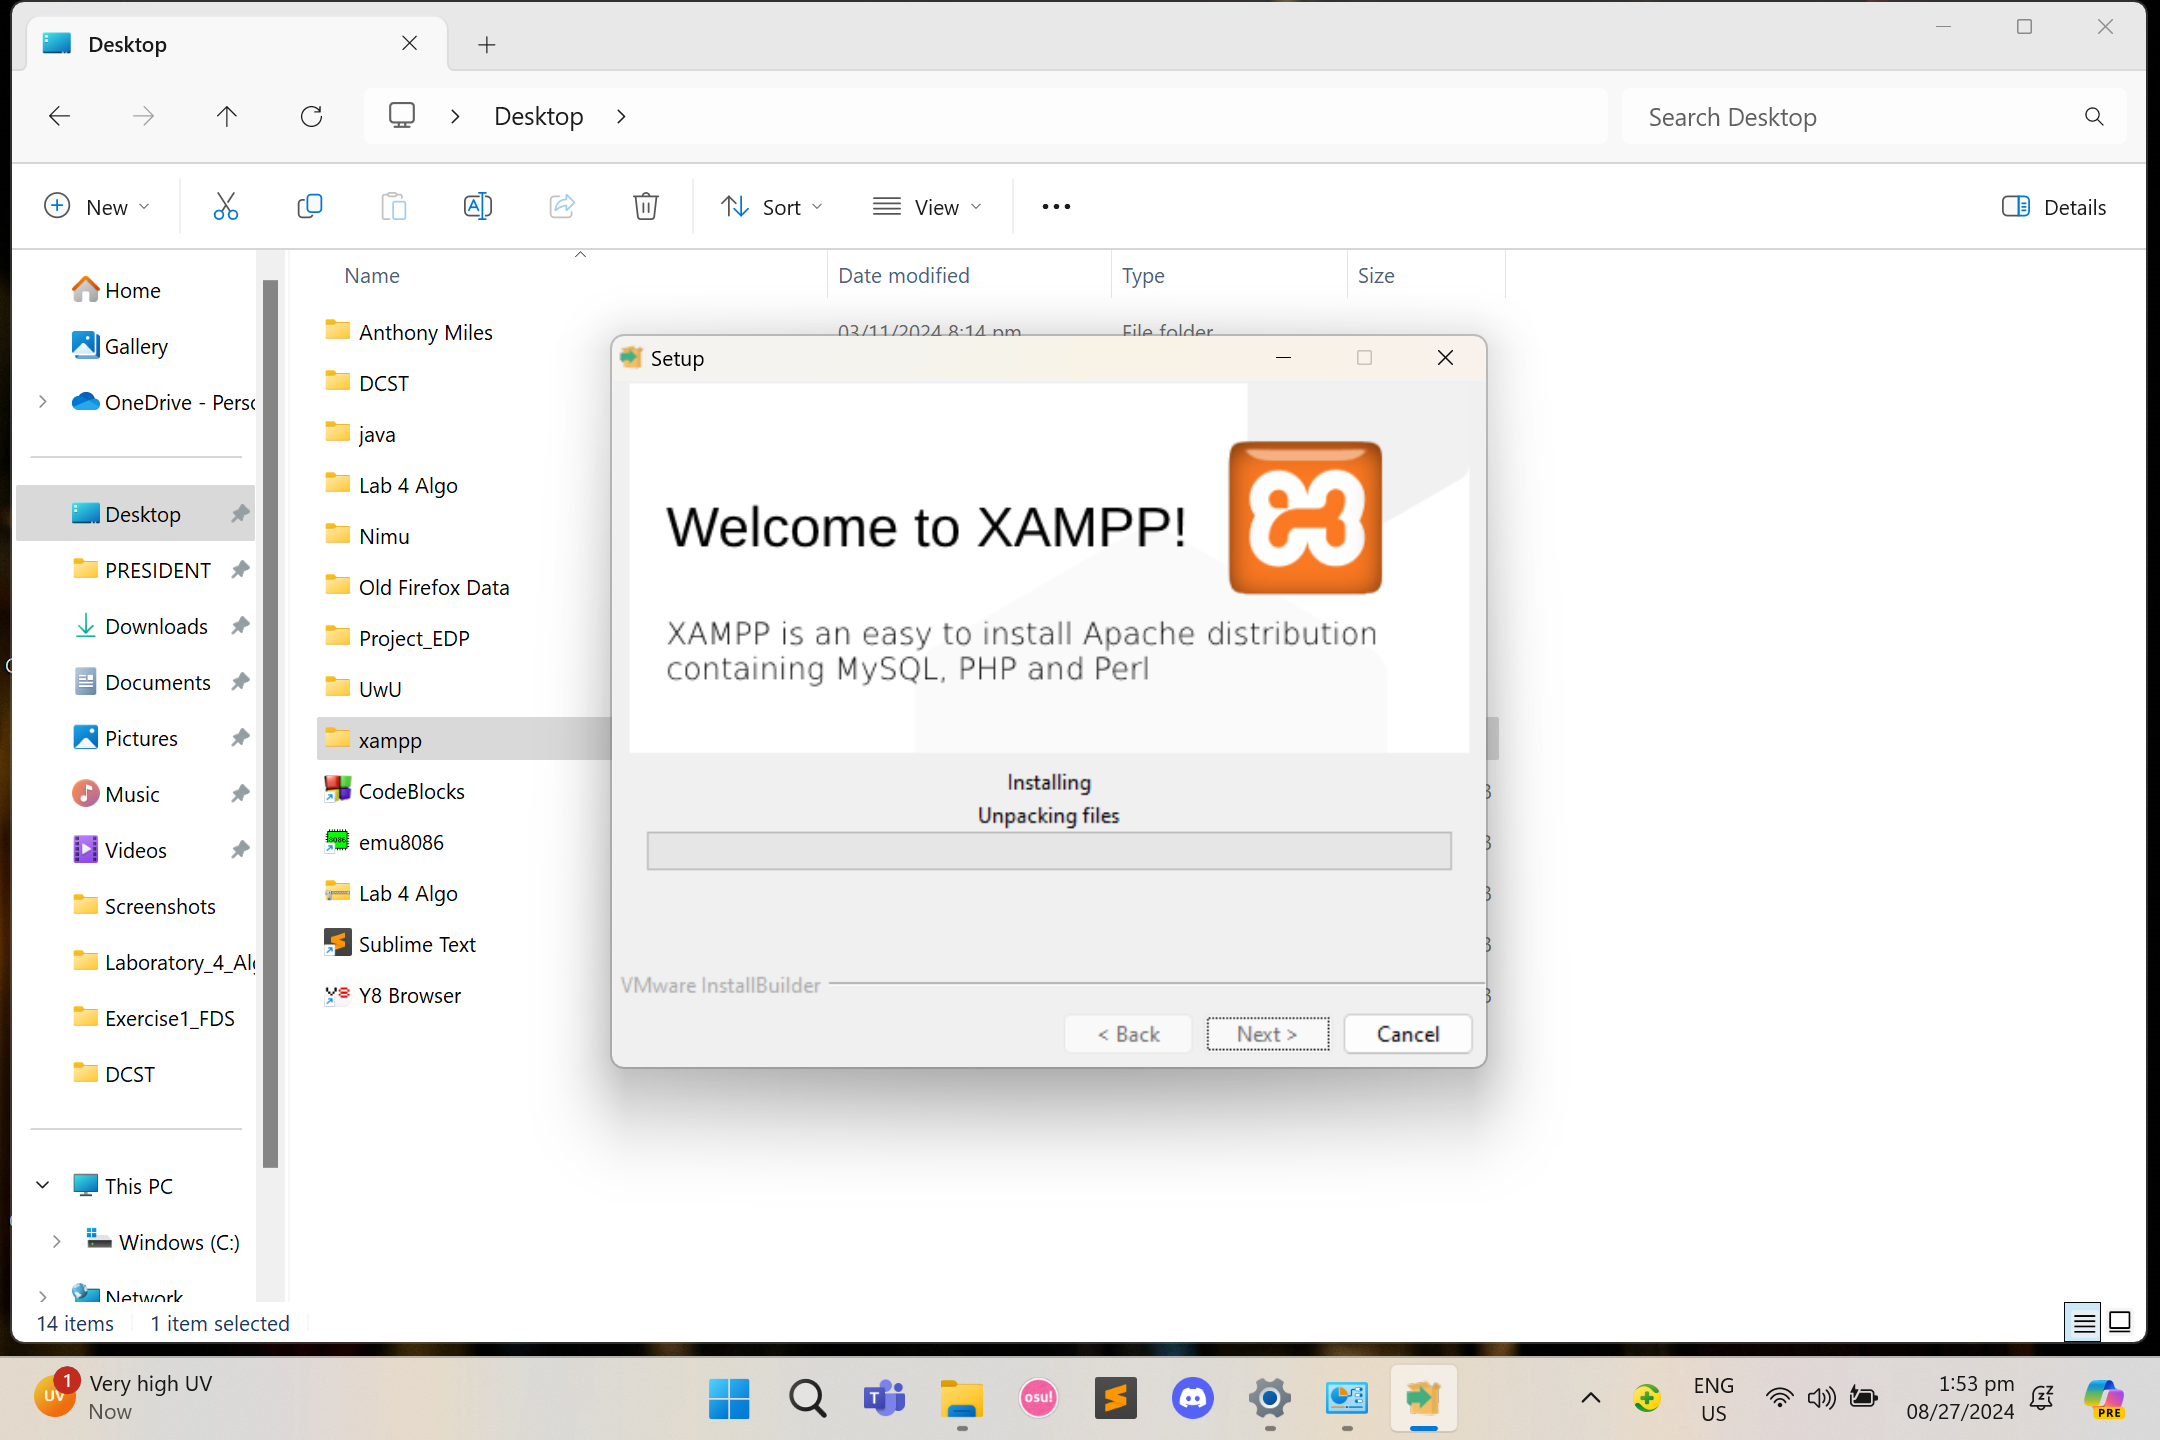 Desktop
Desktop
Search Desktop
New
Sort
View
Details
Name
Date modified
Type
Size
Home
Gallery
OneDrive - Perso
Desktop
PRESIDENT
Downloads
Documents
Pictures
Music
Videos
Screenshots
Laboratory_4_Alg
Exercise1_FDS
DCST
This PC
Windows (C:)
Network
Anthony Miles
03/11/2024 8:14 pm
File folder
DCST
java
Lab 4 Algo
Nimu
Old Firefox Data
Project_EDP
UwU
xampp
CodeBlocks
emu8086
Lab 4 Algo
Sublime Text
Y8 Browser
Setup
Welcome to XAMPP!
XAMPP is an easy to install Apache distribution
containing MySQL, PHP and Perl
Installing
Unpacking files
VMware InstallBuilder
< Back
Next >
Cancel
14 items
1 item selected
UV
1
Very high UV
Now
osu!
ENG
US
1:53 pm
08/27/2024
PRE